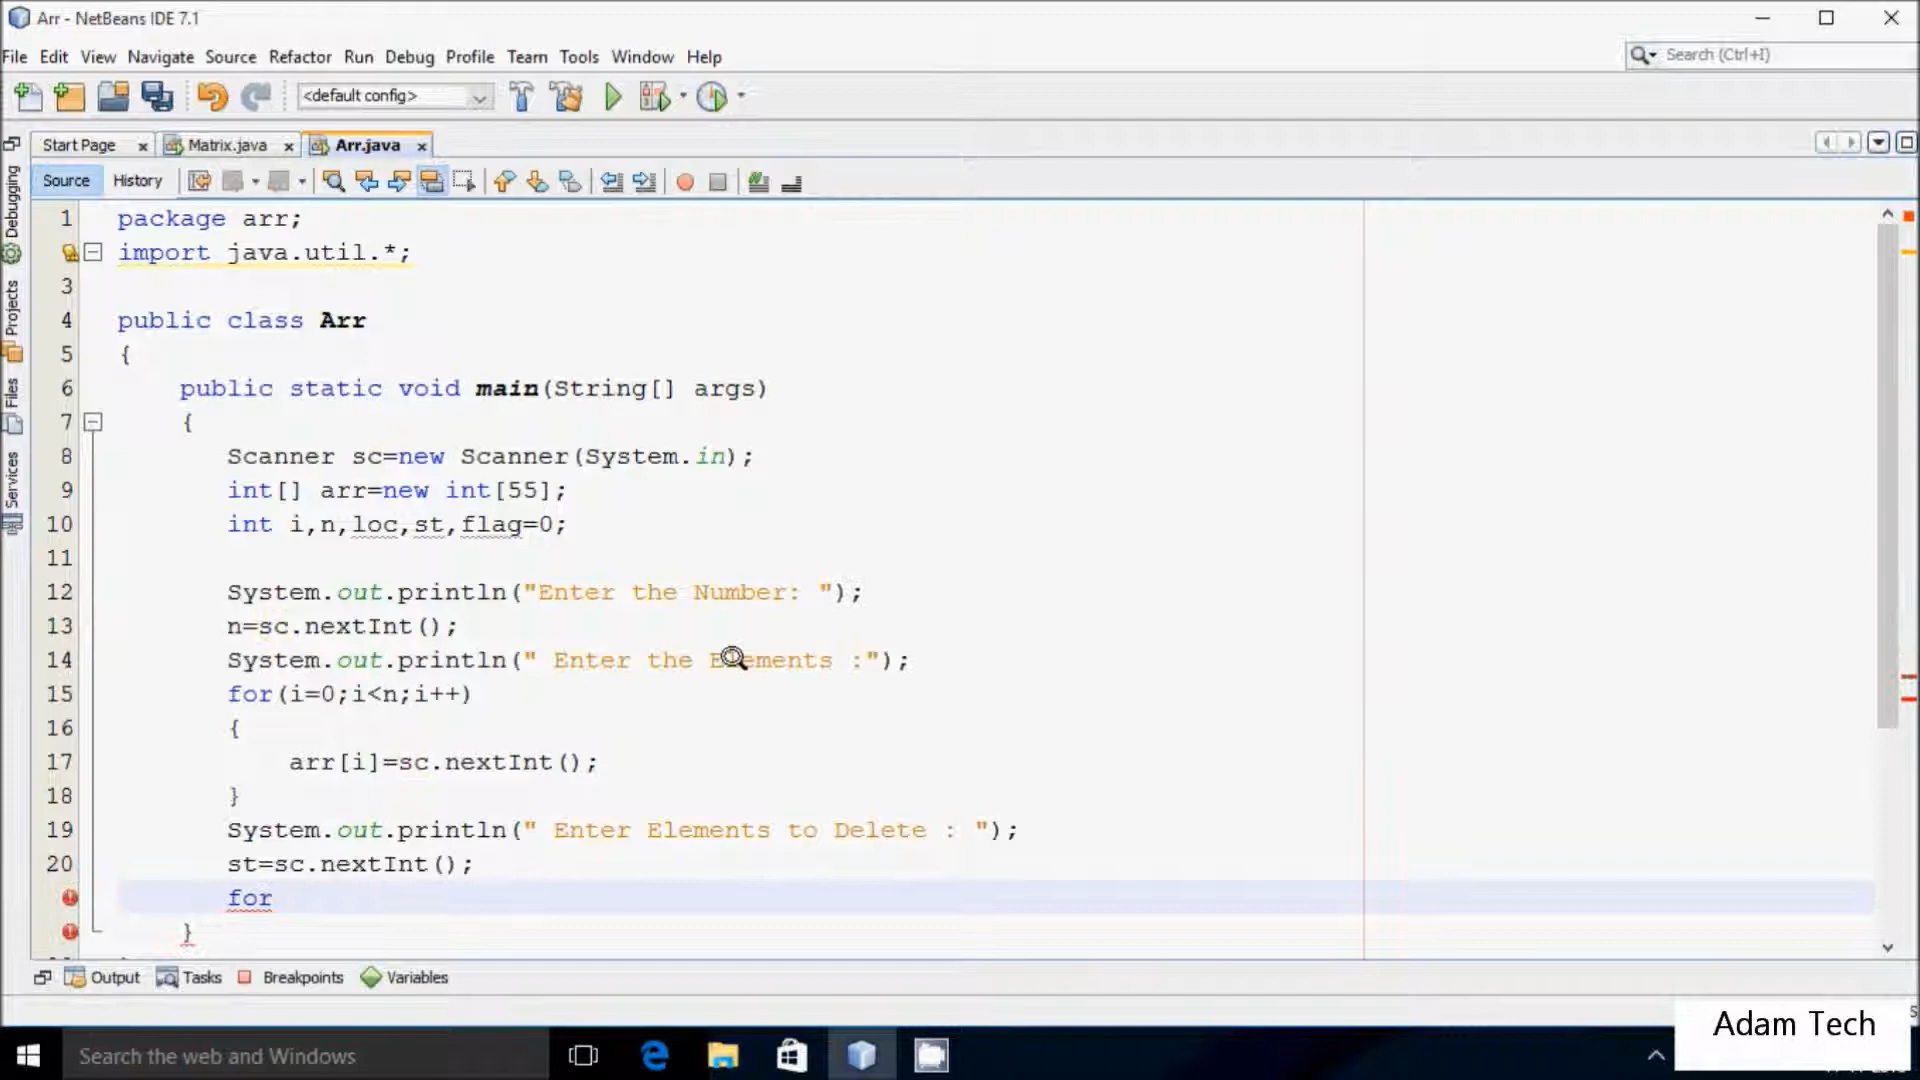 Arr - NetBeans IDE 7.1
File Edit View Navigate Source Refactor Run Debug Profile Team Tools Window Help
Search (Ctrl+I)
<default config>
Start Page Matrix.java Arr.java
Source History
Debugging
Projects
Files
Services
1 package arr;
import java.util.*;
3
4 public class Arr
5 {
6 public static void main(String[] args)
7 {
8 Scanner sc=new Scanner(System.in);
9 int[] arr=new int[55];
10 int i,n,loc,st,flag=0;
11
12 System.out.println("Enter the Number: ");
13 n=sc.nextInt();
14 System.out.println(" Enter the Elements :");
15 for(i=0;i<n;i++)
16 {
17 arr[i]=sc.nextInt();
18 }
19 System.out.println(" Enter Elements to Delete : ");
20 st=sc.nextInt();
for
}
Output Tasks Breakpoints Variables
Search the web and Windows
Adam Tech